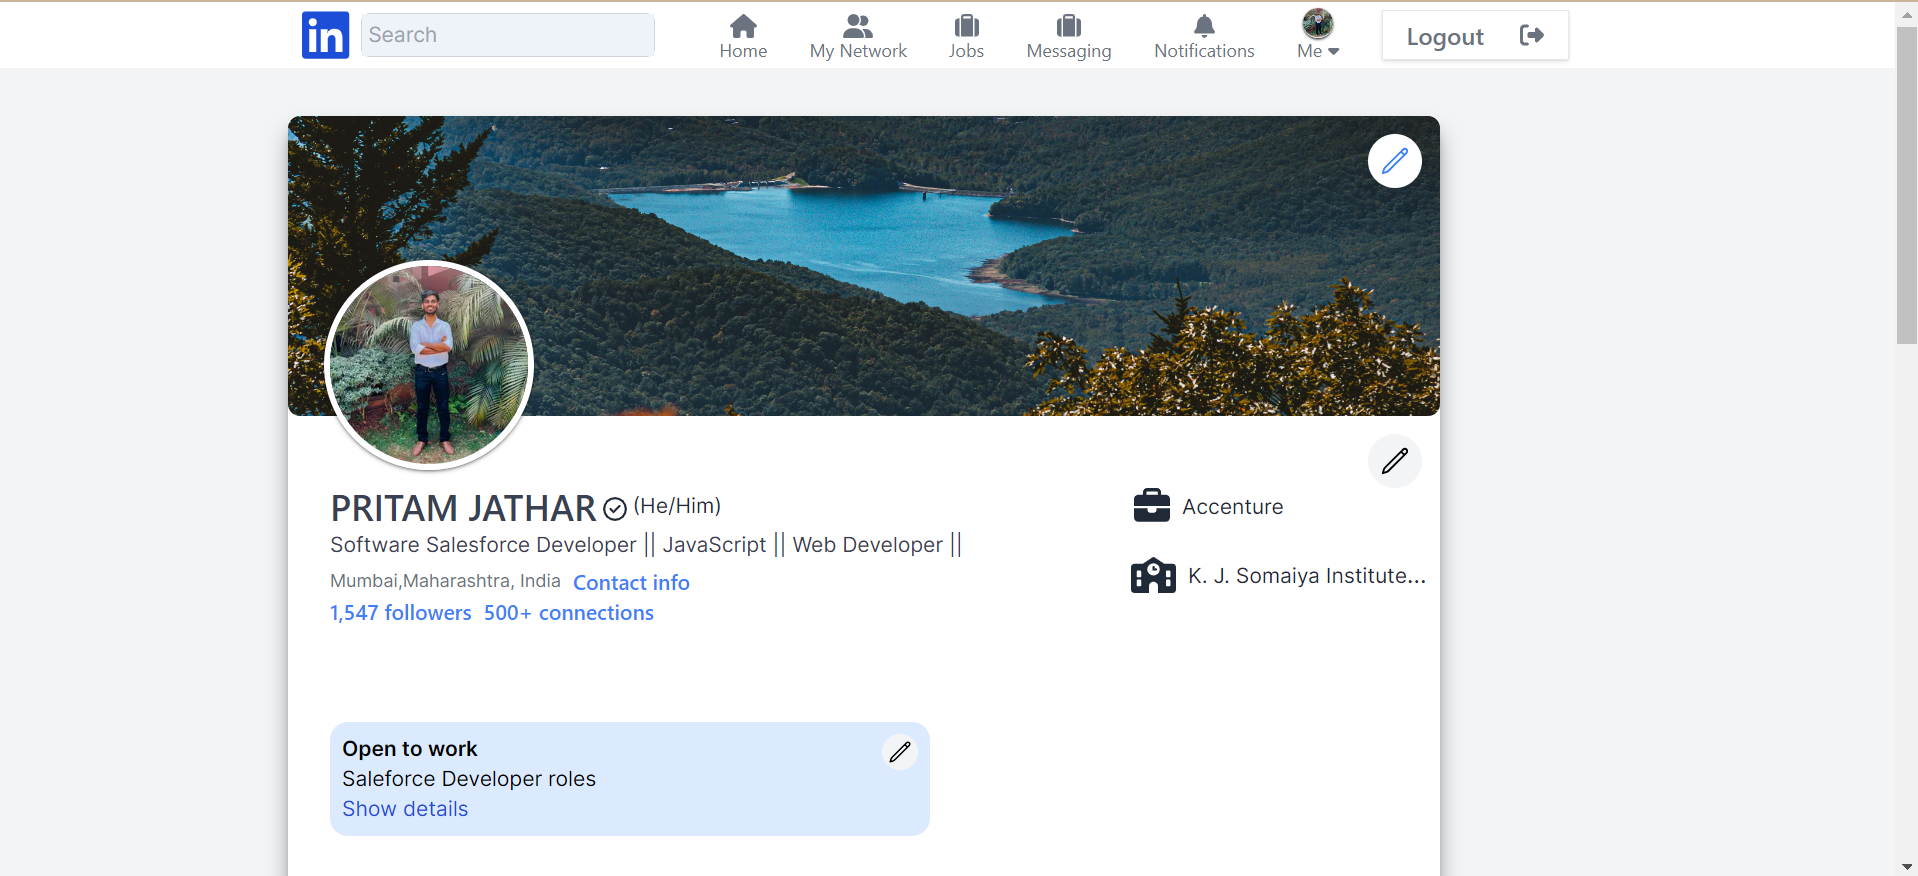 in Search Home My Network Jobs Messaging Notifications Me Logout
PRITAM JATHAR (He/Him)
Software Salesforce Developer || JavaScript || Web Developer ||
Mumbai,Maharashtra, India Contact info
1,547 followers 500+ connections
Accenture
K. J. Somaiya Institute...
Open to work
Saleforce Developer roles
Show details